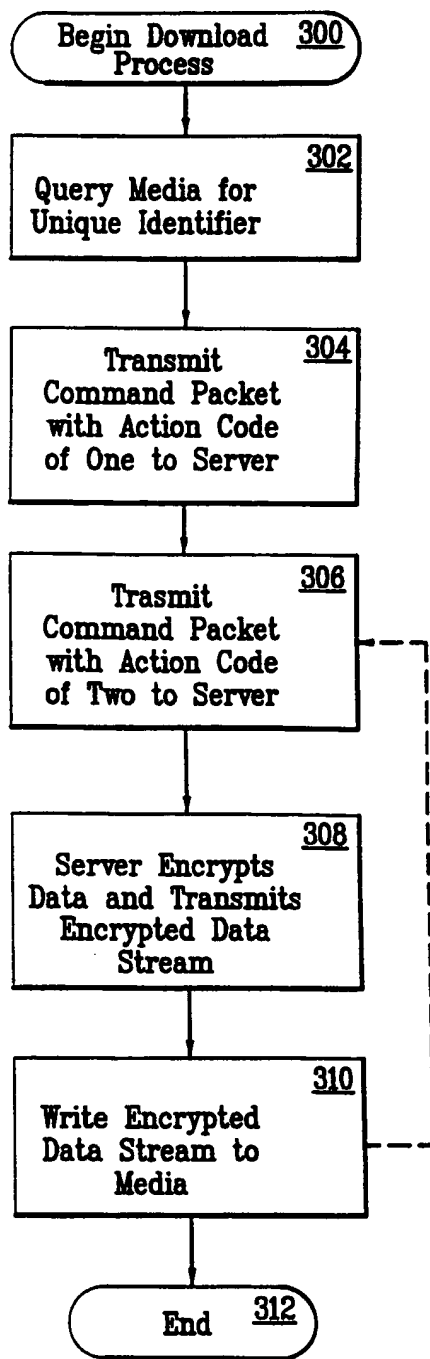 Begin Download 300
Process
302
Query Media for
Unique Identifier
304
Transmit
Command Packet
with Action Code
of One to Server
306
Trasmit
Command Packet
with Action Code
of Two to Server
308
Server Encrypts
Data and Transmits
Encrypted Data
Stream
310
Write Encrypted
Data Stream to
Media
End 312